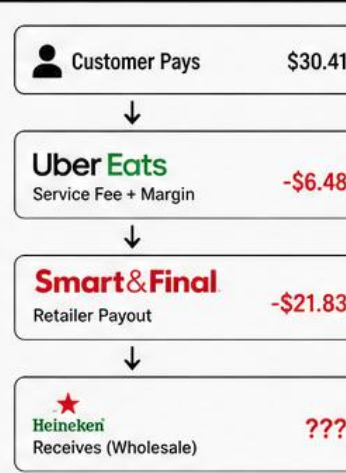 Customer Pays $30.41
Uber Eats
Service Fee + Margin
-$6.48
Smart&Final
Retailer Payout
-$21.83
Heineken
Receives (Wholesale)
???